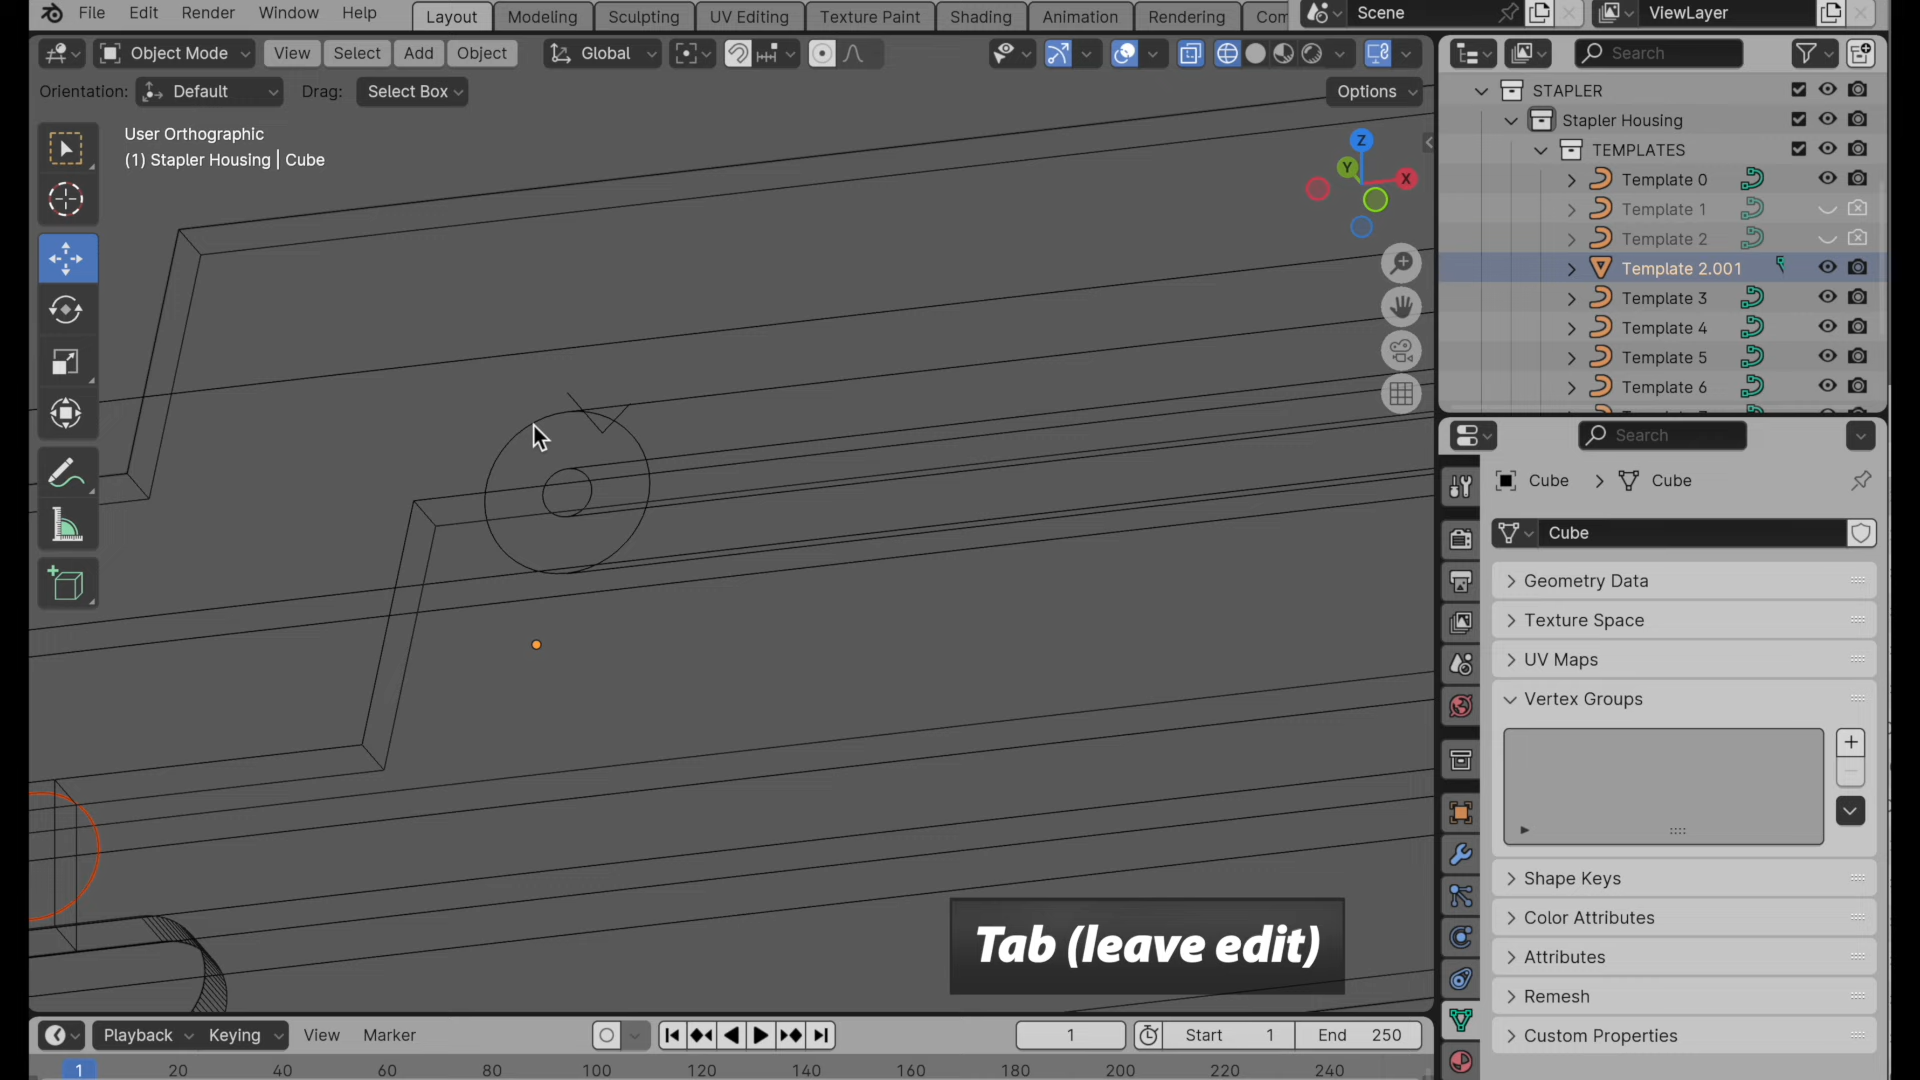 File Edit Render Window Help Layout Modeling Sculpting UV Editing Texture Paint Shading Animation Rendering Com Scene ViewLayer
Object Mode View Select Add Object Global Search
Orientation: Default Drag: Select Box Options
User Orthographic
(1) Stapler Housing | Cube
Z
Y
X
STAPLER
Stapler Housing
TEMPLATES
Template 0
Template 1
Template 2
Template 2.001
Template 3
Template 4
Template 5
Template 6
Search
Cube > Cube
Cube
Geometry Data
Texture Space
UV Maps
Vertex Groups
Shape Keys
Color Attributes
Attributes
Remesh
Custom Properties
Tab (leave edit)
Playback Keying View Marker 1 Start 1 End 250
1 20 40 60 80 100 120 140 160 180 200 220 240